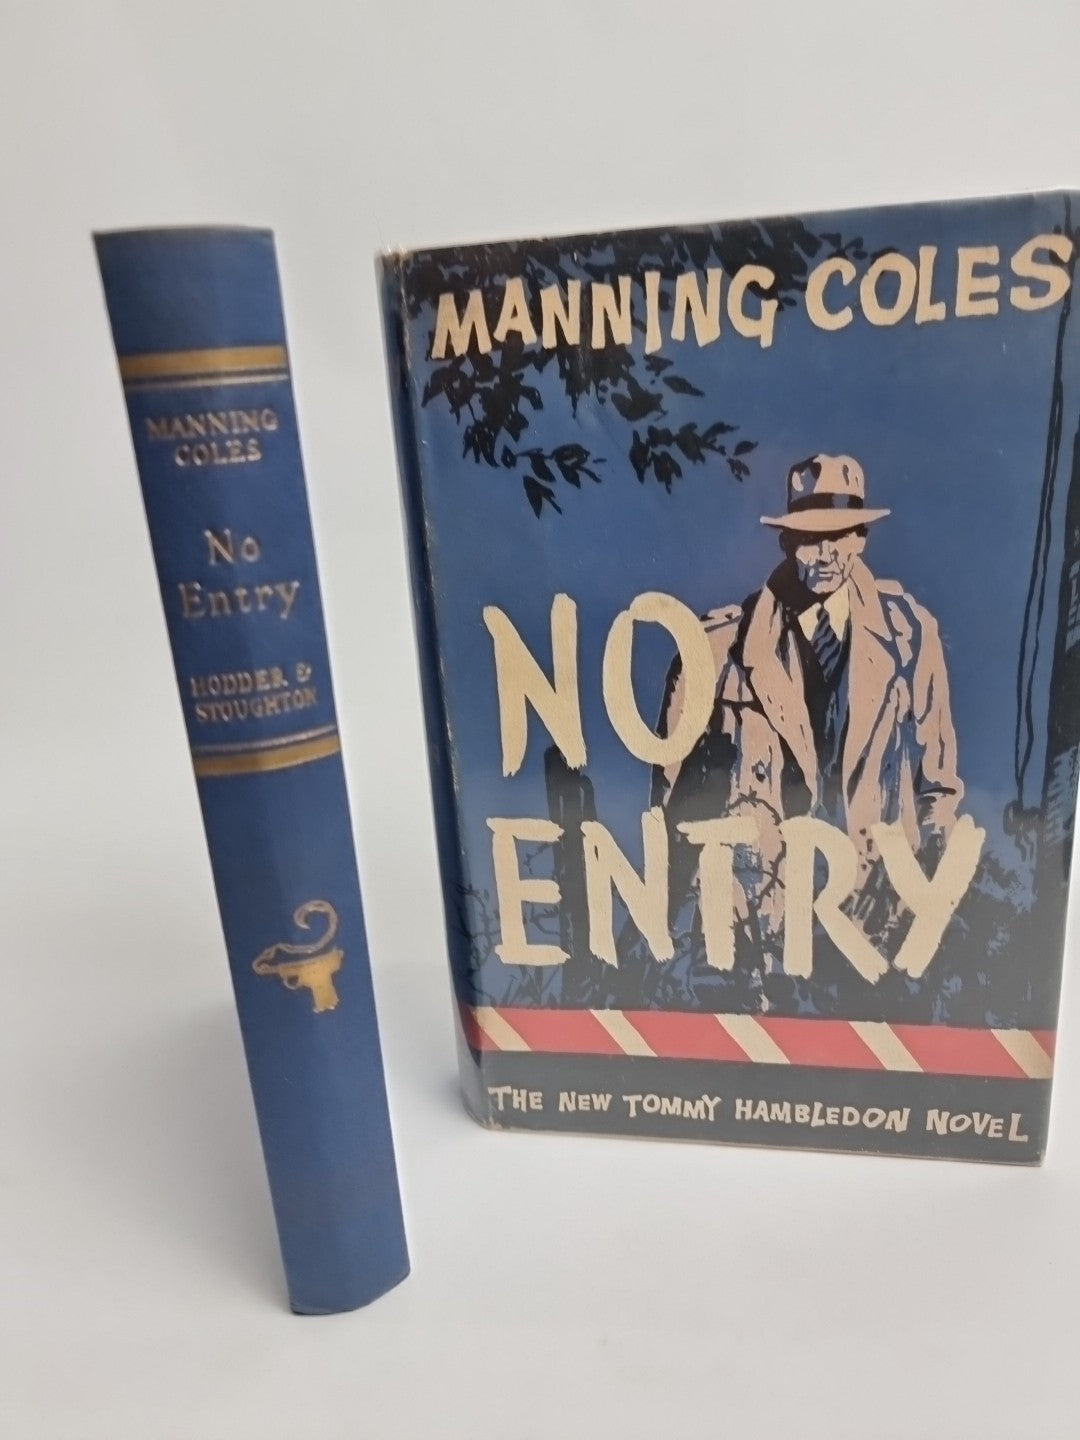 MANNING
COLES
No
Entry
HODDER &
STOUGHTON
MANNING COLES
NO
ENTRY
THE NEW TOMMY HAMBLEDON NOVEL